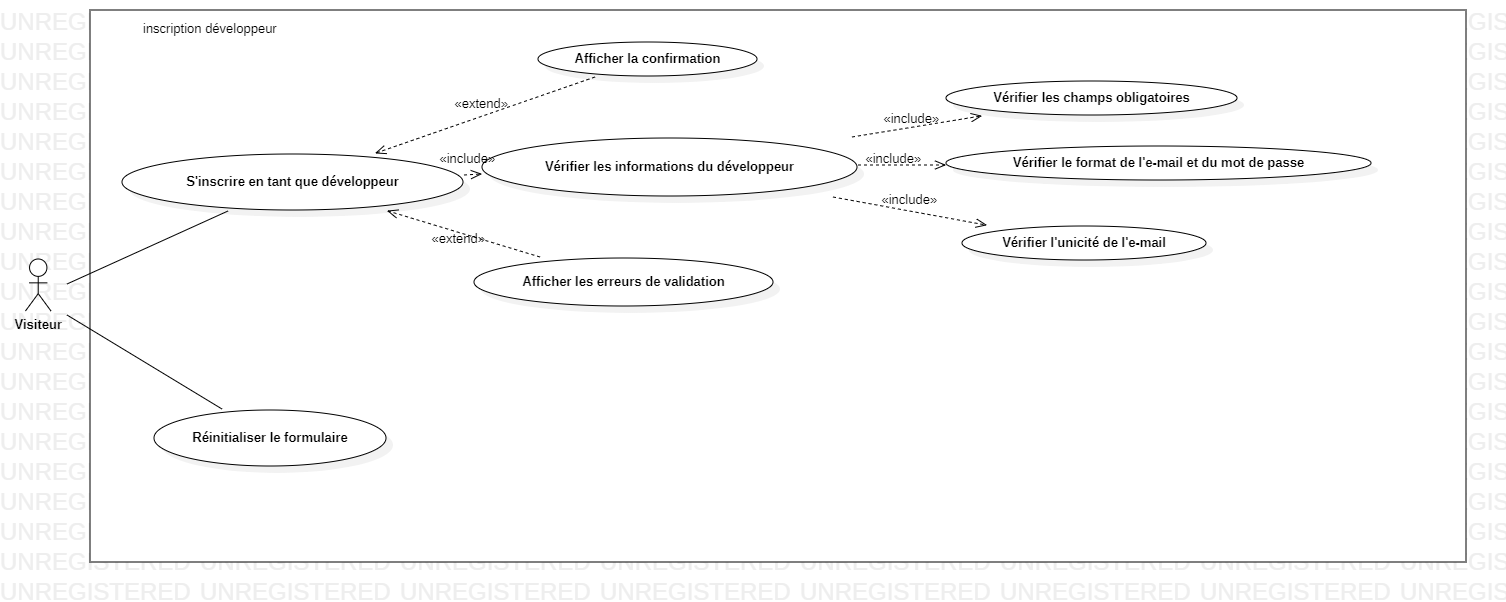 inscription développeur
Afficher la confirmation
«extend»
Vérifier les champs obligatoires
«include»
«include»
Vérifier les informations du développeur
«include»
Vérifier le format de l'e-mail et du mot de passe
S'inscrire en tant que développeur
«include»
«extend»
Vérifier l'unicité de l'e-mail
Afficher les erreurs de validation
Visiteur
Réinitialiser le formulaire
UNREGISTERED UNREGISTERED UNREGISTERED UNREGISTERED UNREGISTERED UNREGISTERED UNREGISTERED UNREGIS